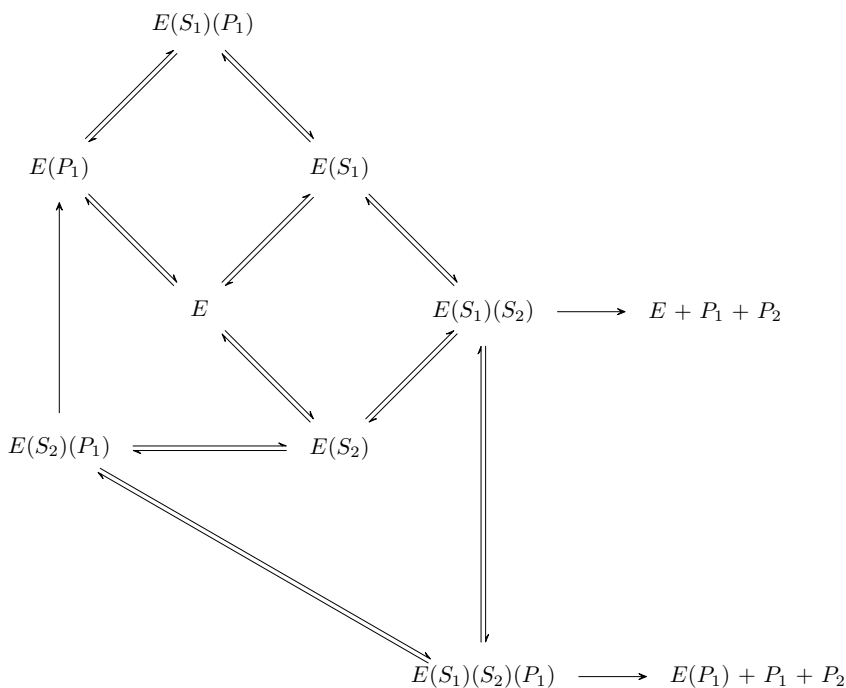 E(S₁)(P₁)
E(P₁) E(S₁)
E E(S₁)(S₂) E + P₁ + P₂
E(S₂)(P₁) E(S₂)
E(S₁)(S₂)(P₁) E(P₁) + P₁ + P₂